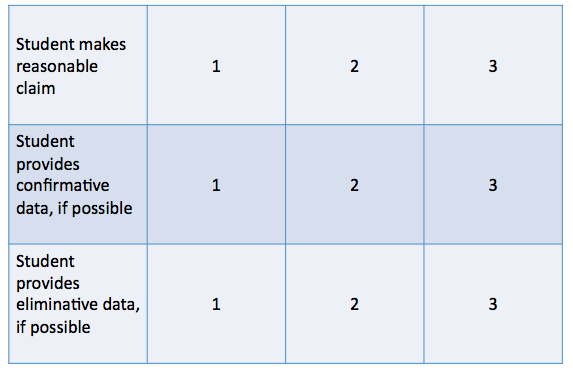 Student makes
reasonable
claim
1
2
3
Student
provides
confirmative
data, if possible
1
2
3
Student
provides
eliminative data,
if possible
1
2
3